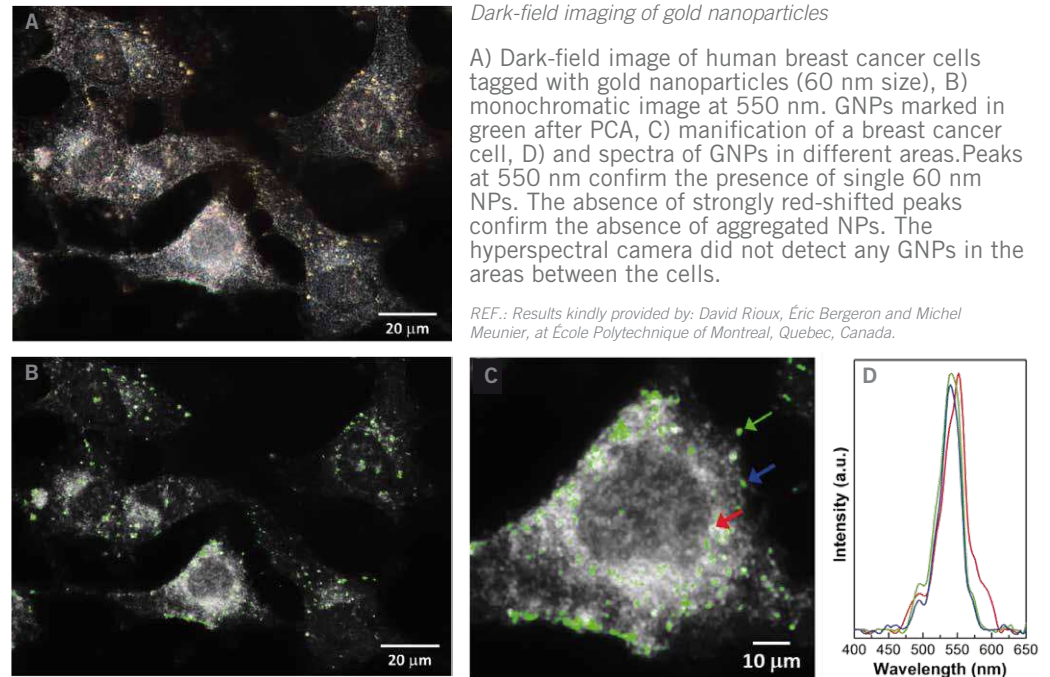 A
Dark-field imaging of gold nanoparticles
A) Dark-field image of human breast cancer cells
tagged with gold nanoparticles (60 nm size), B)
monochromatic image at 550 nm. GNPs marked in
green after PCA, C) manification of a breast cancer
cell, D) and spectra of GNPs in different areas.Peaks
at 550 nm confirm the presence of single 60 nm
NPs. The absence of strongly red-shifted peaks
confirm the absence of aggregated NPs. The
hyperspectral camera did not detect any GNPs in the
areas between the cells.
REF.: Results kindly provided by: David Rioux, Éric Bergeron and Michel
Meunier, at École Polytechnique of Montreal, Quebec, Canada.
20 μm
B
20 μm
C
10 μm
D
Intensity (a.u.)
400 450 500 550 600 650
Wavelength (nm)